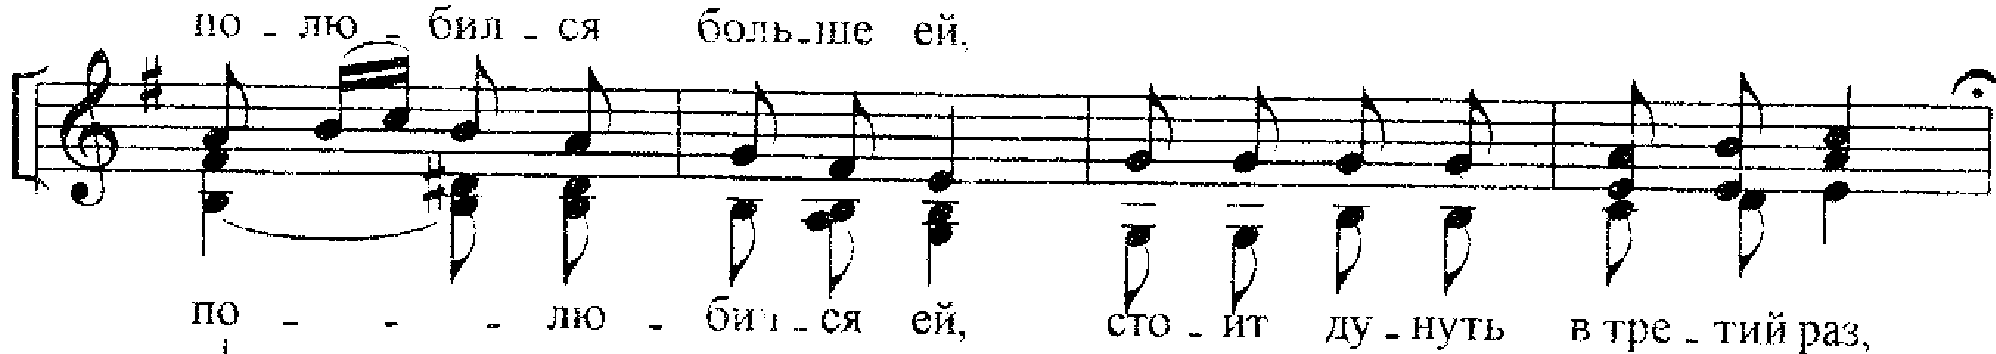 по - лю - бил - ся боль - ше ей.
по - - - лю - бил - ся ей, сто - ит ду - нуть в тре - тий раз,